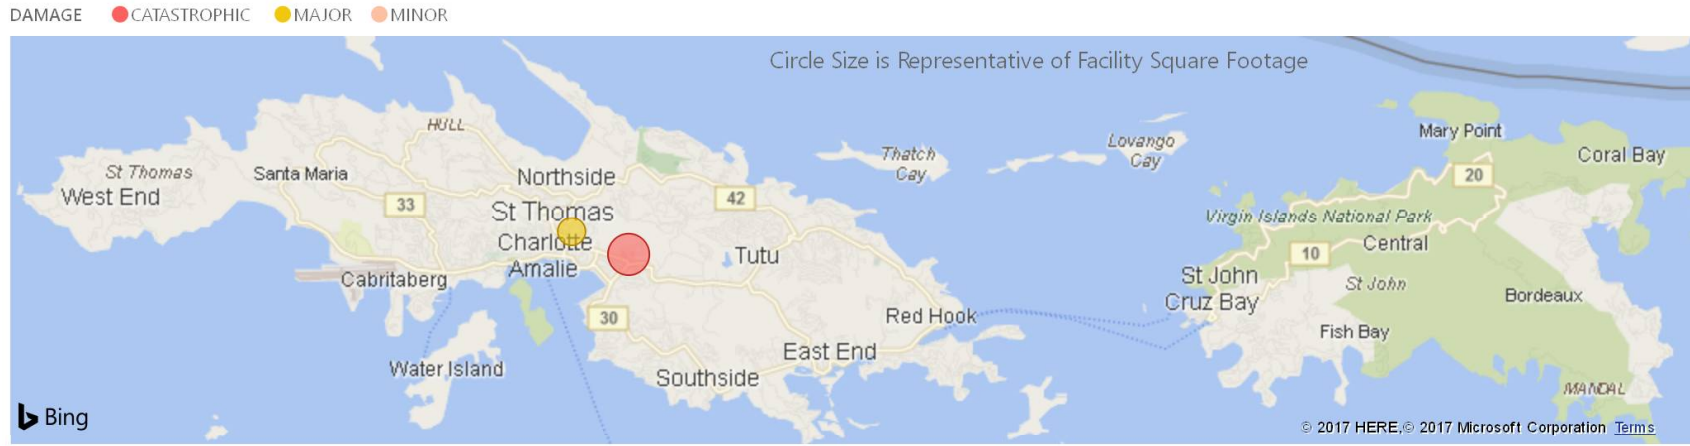 DAMAGE CATASTROPHIC MAJOR MINOR
Circle Size is Representative of Facility Square Footage
HULL
Mary Point
Lovango
Cay
Thatch
Cay
Coral Bay
St Thomas
West End
Santa Maria
Northside
20
33
42
St Thomas
Charlotte
Amalie
Virgin Islands National Park
Central
10
Tutu
Cabritaberg
St John
Cruz Bay
St John
Bordeaux
30
Red Hook
Fish Bay
East End
Water Island
Southside
MANDAL
Bing
© 2017 HERE,© 2017 Microsoft Corporation Terms